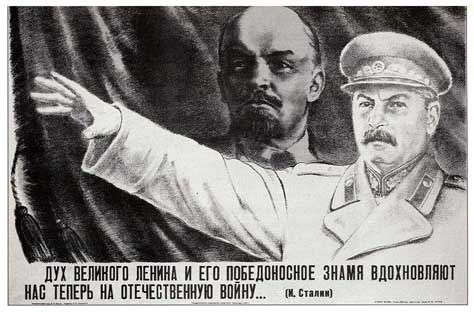 ДУХ ВЕЛИКОГО ЛЕНИНА И ЕГО ПОБЕДОНОСНОЕ ЗНАМЯ ВДОХНОВЛЯЮТ
НАС ТЕПЕРЬ НА ОТЕЧЕСТВЕННУЮ ВОЙНУ... (И. Сталин)